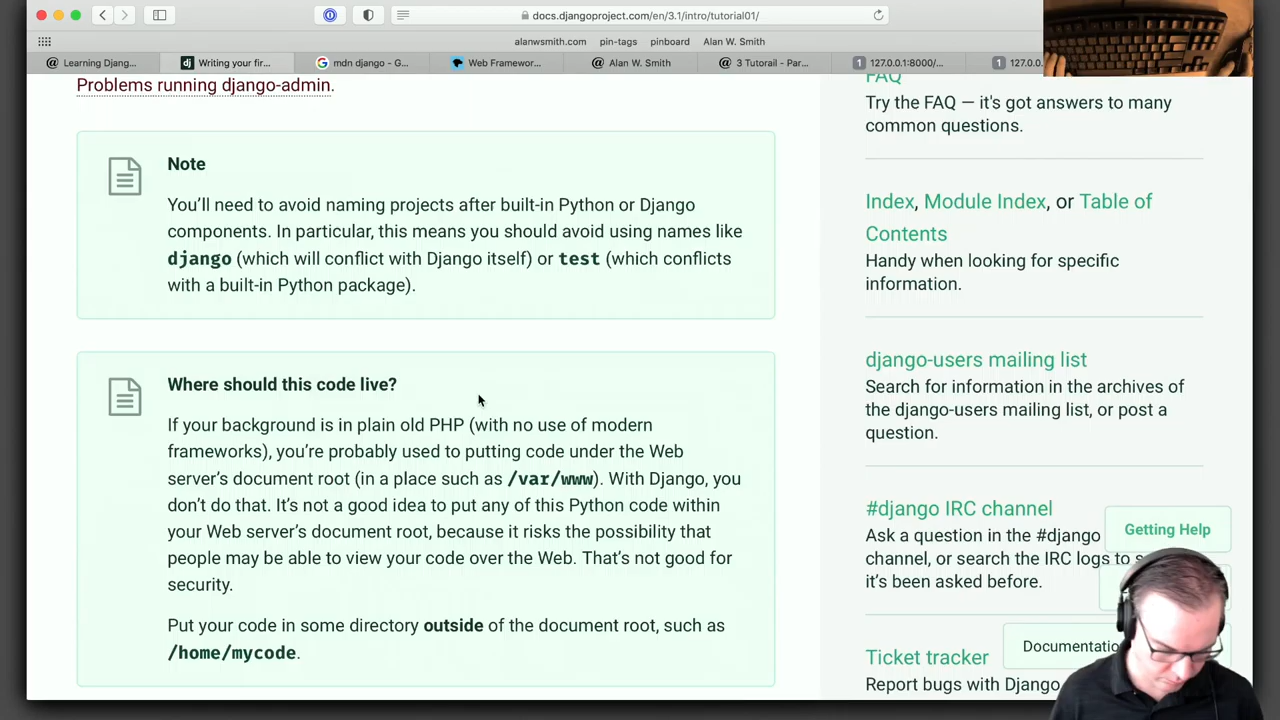 docs.djangoproject.com/en/3.1/intro/tutorial01/
alanwsmith.com pin-tags pinboard Alan W. Smith
Learning Djang... Writing your fir... mdn django - G... Web Framewor... Alan W. Smith 3 Tutorail - Par... 127.0.0.1:8000/... 127.0.0
Problems running django-admin.
Note
You’ll need to avoid naming projects after built-in Python or Django
components. In particular, this means you should avoid using names like
django (which will conflict with Django itself) or test (which conflicts
with a built-in Python package).
Where should this code live?
If your background is in plain old PHP (with no use of modern
frameworks), you’re probably used to putting code under the Web
server’s document root (in a place such as /var/www). With Django, you
don’t do that. It’s not a good idea to put any of this Python code within
your Web server’s document root, because it risks the possibility that
people may be able to view your code over the Web. That’s not good for
security.
Put your code in some directory outside of the document root, such as
/home/mycode.
FAQ
Try the FAQ — it's got answers to many
common questions.
Index, Module Index, or Table of
Contents
Handy when looking for specific
information.
django-users mailing list
Search for information in the archives of
the django-users mailing list, or post a
question.
#django IRC channel
Ask a question in the #django
channel, or search the IRC logs to
it’s been asked before.
Getting Help
Documentatio
Ticket tracker
Report bugs with Django